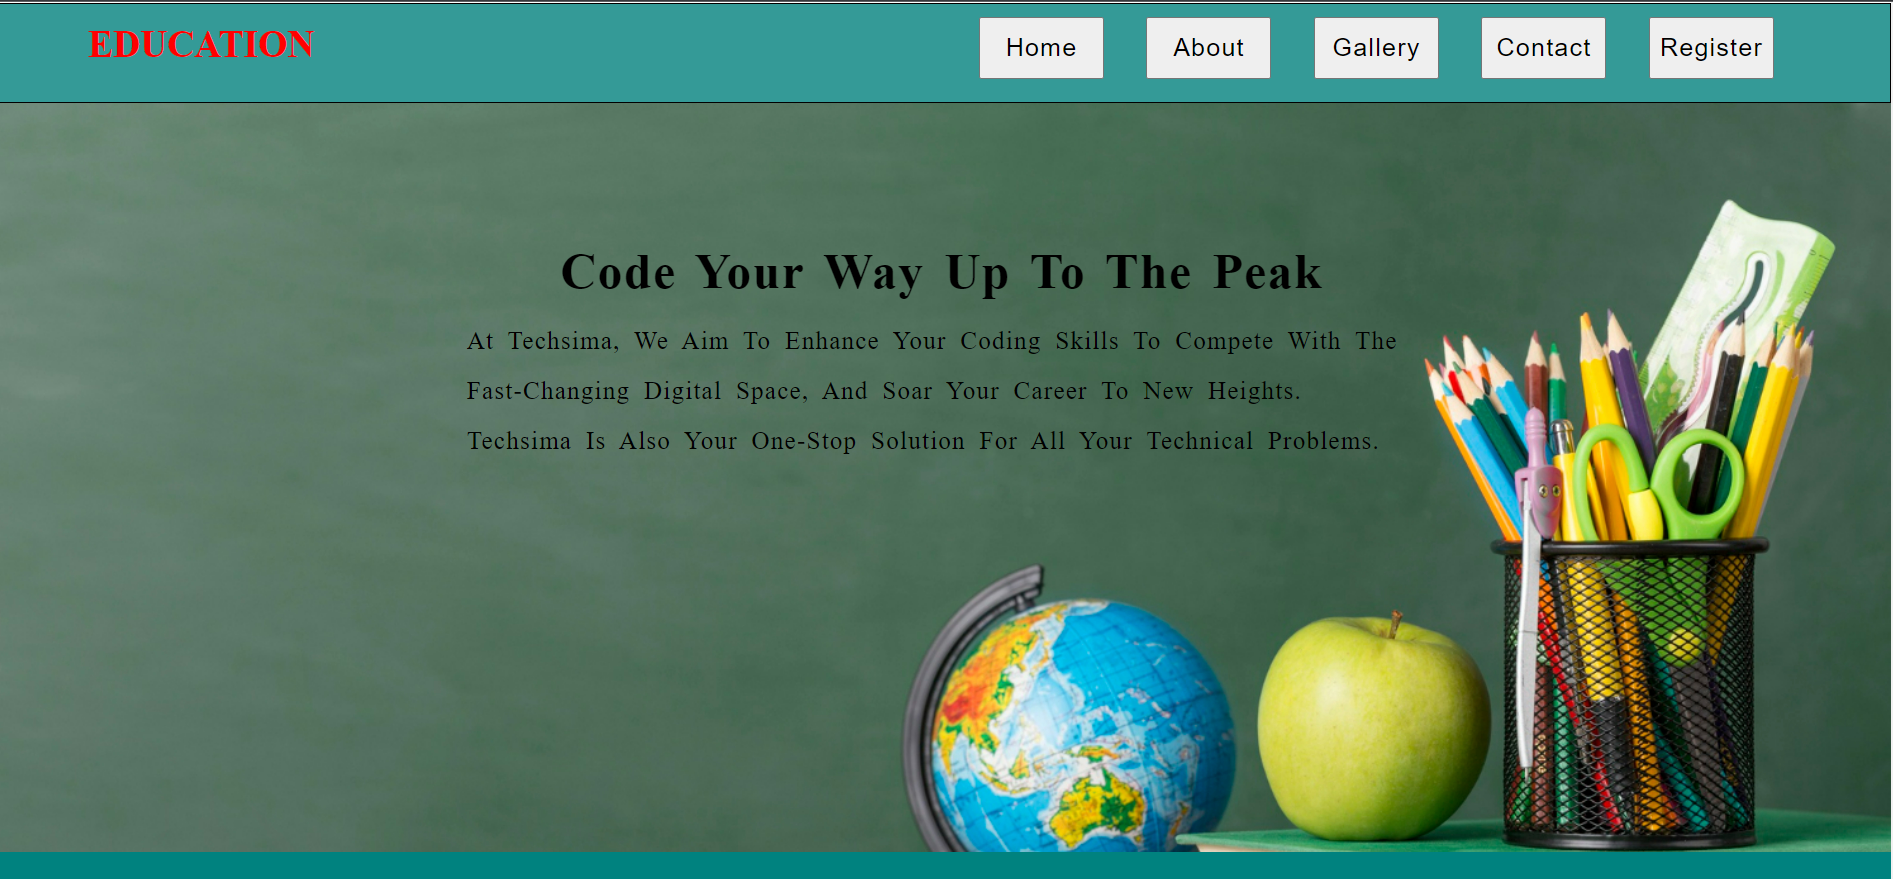 EDUCATION
Home
About
Gallery
Contact
Register
Code Your Way Up To The Peak
At Techsima, We Aim To Enhance Your Coding Skills To Compete With The
Fast-Changing Digital Space, And Soar Your Career To New Heights.
Techsima Is Also Your One-Stop Solution For All Your Technical Problems.